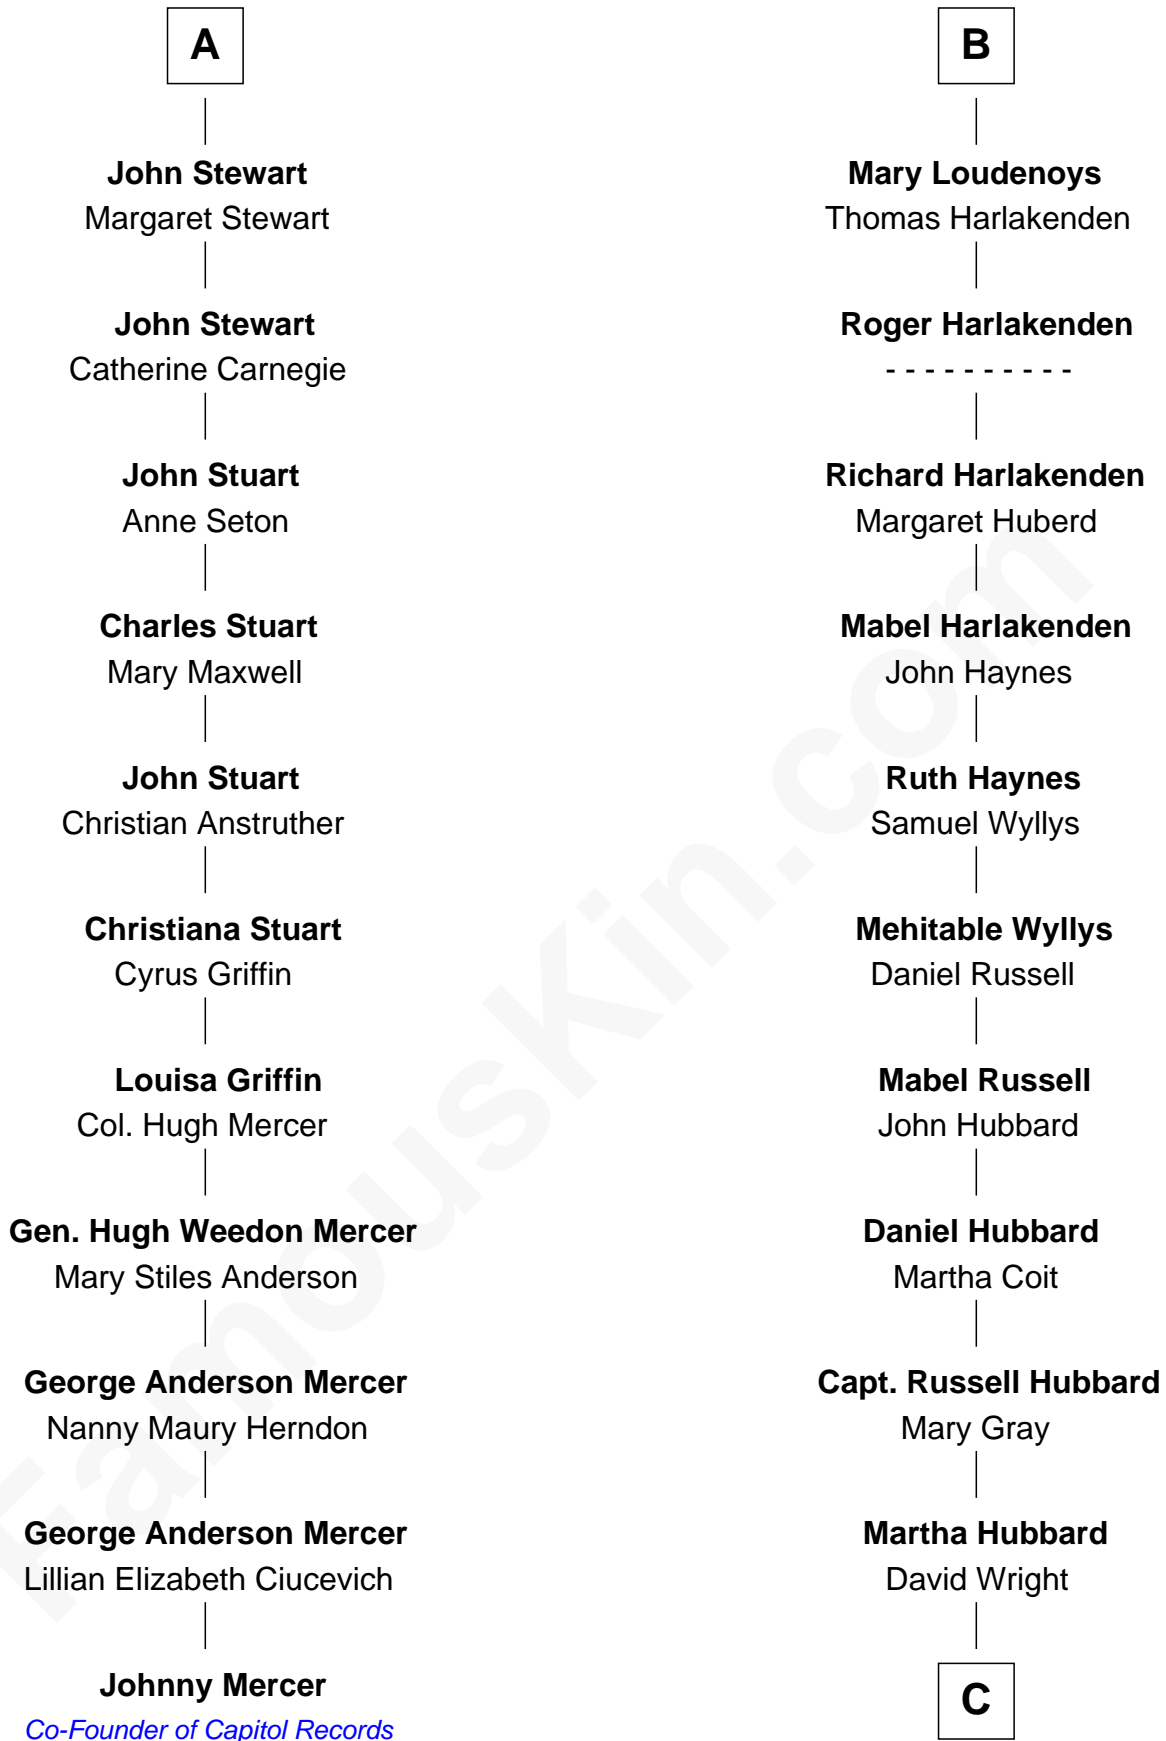 A
John Stewart
Margaret Stewart
John Stewart
Catherine Carnegie
John Stuart
Anne Seton
Charles Stuart
Mary Maxwell
John Stuart
Christian Anstruther
Christiana Stuart
Cyrus Griffin
Louisa Griffin
Col. Hugh Mercer
Gen. Hugh Weedon Mercer
Mary Stiles Anderson
George Anderson Mercer
Nanny Maury Herndon
George Anderson Mercer
Lillian Elizabeth Ciucevich
Johnny Mercer
Co-Founder of Capitol Records
B
Mary Loudenoys
Thomas Harlakenden
Roger Harlakenden
- - - - - - - - - -
Richard Harlakenden
Margaret Huberd
Mabel Harlakenden
John Haynes
Ruth Haynes
Samuel Wyllys
Mehitable Wyllys
Daniel Russell
Mabel Russell
John Hubbard
Daniel Hubbard
Martha Coit
Capt. Russell Hubbard
Mary Gray
Martha Hubbard
David Wright
C
FamousKin.com